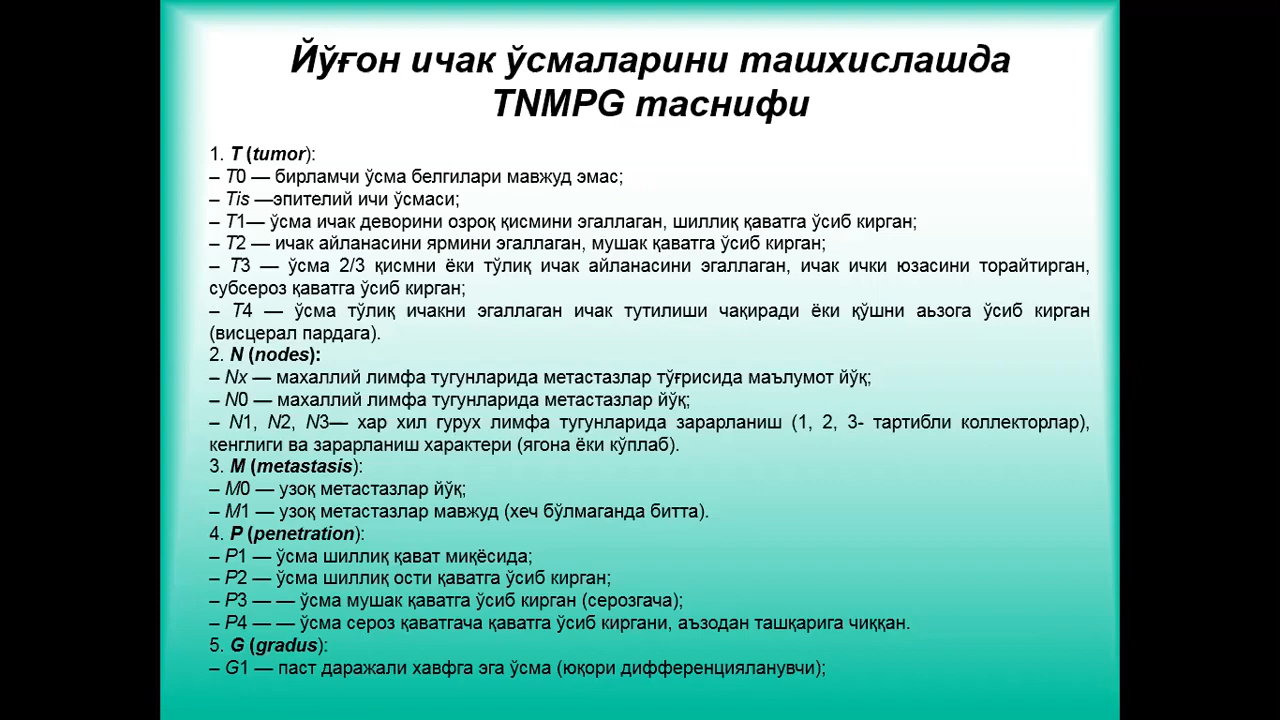 Йўғон ичак ўсмаларини ташхислашда
TNMPG таснифи
1. T (tumor):
– T0 — бирламчи ўсма белгилари мавжуд эмас;
– Tis —эпителий ичи ўсмаси;
– T1— ўсма ичак деворини озроқ қисмини эгаллаган, шиллиқ қаватга ўсиб кирган;
– T2 — ичак айланасини ярмини эгаллаган, мушак қаватга ўсиб кирган;
– T3 — ўсма 2/3 қисмни ёки тўлиқ ичак айланасини эгаллаган, ичак ички юзасини торайтирган,
субсероз қаватга ўсиб кирган;
– T4 — ўсма тўлиқ ичакни эгаллаган ичак тутилиши чақиради ёки қўшни аьзога ўсиб кирган
(висцерал пардага).
2. N (nodes):
– Nx — махаллий лимфа тугунларида метастазлар тўғрисида маълумот йўқ;
– N0 — махаллий лимфа тугунларида метастазлар йўқ;
– N1, N2, N3— хар хил гурух лимфа тугунларида зарарланиш (1, 2, 3- тартибли коллекторлар),
кенглиги ва зарарланиш характери (ягона ёки кўплаб).
3. M (metastasis):
– M0 — узоқ метастазлар йўқ;
– M1 — узоқ метастазлар мавжуд (хеч бўлмаганда битта).
4. P (penetration):
– P1 — ўсма шиллиқ қават миқёсида;
– P2 — ўсма шиллиқ ости қаватга ўсиб кирган;
– P3 — — ўсма мушак қаватга ўсиб кирган (серозгача);
– P4 — — ўсма сероз қаватгача қаватга ўсиб киргани, аъзодан ташқарига чиққан.
5. G (gradus):
– G1 — паст даражали хавфга эга ўсма (юқори дифференцияланувчи);